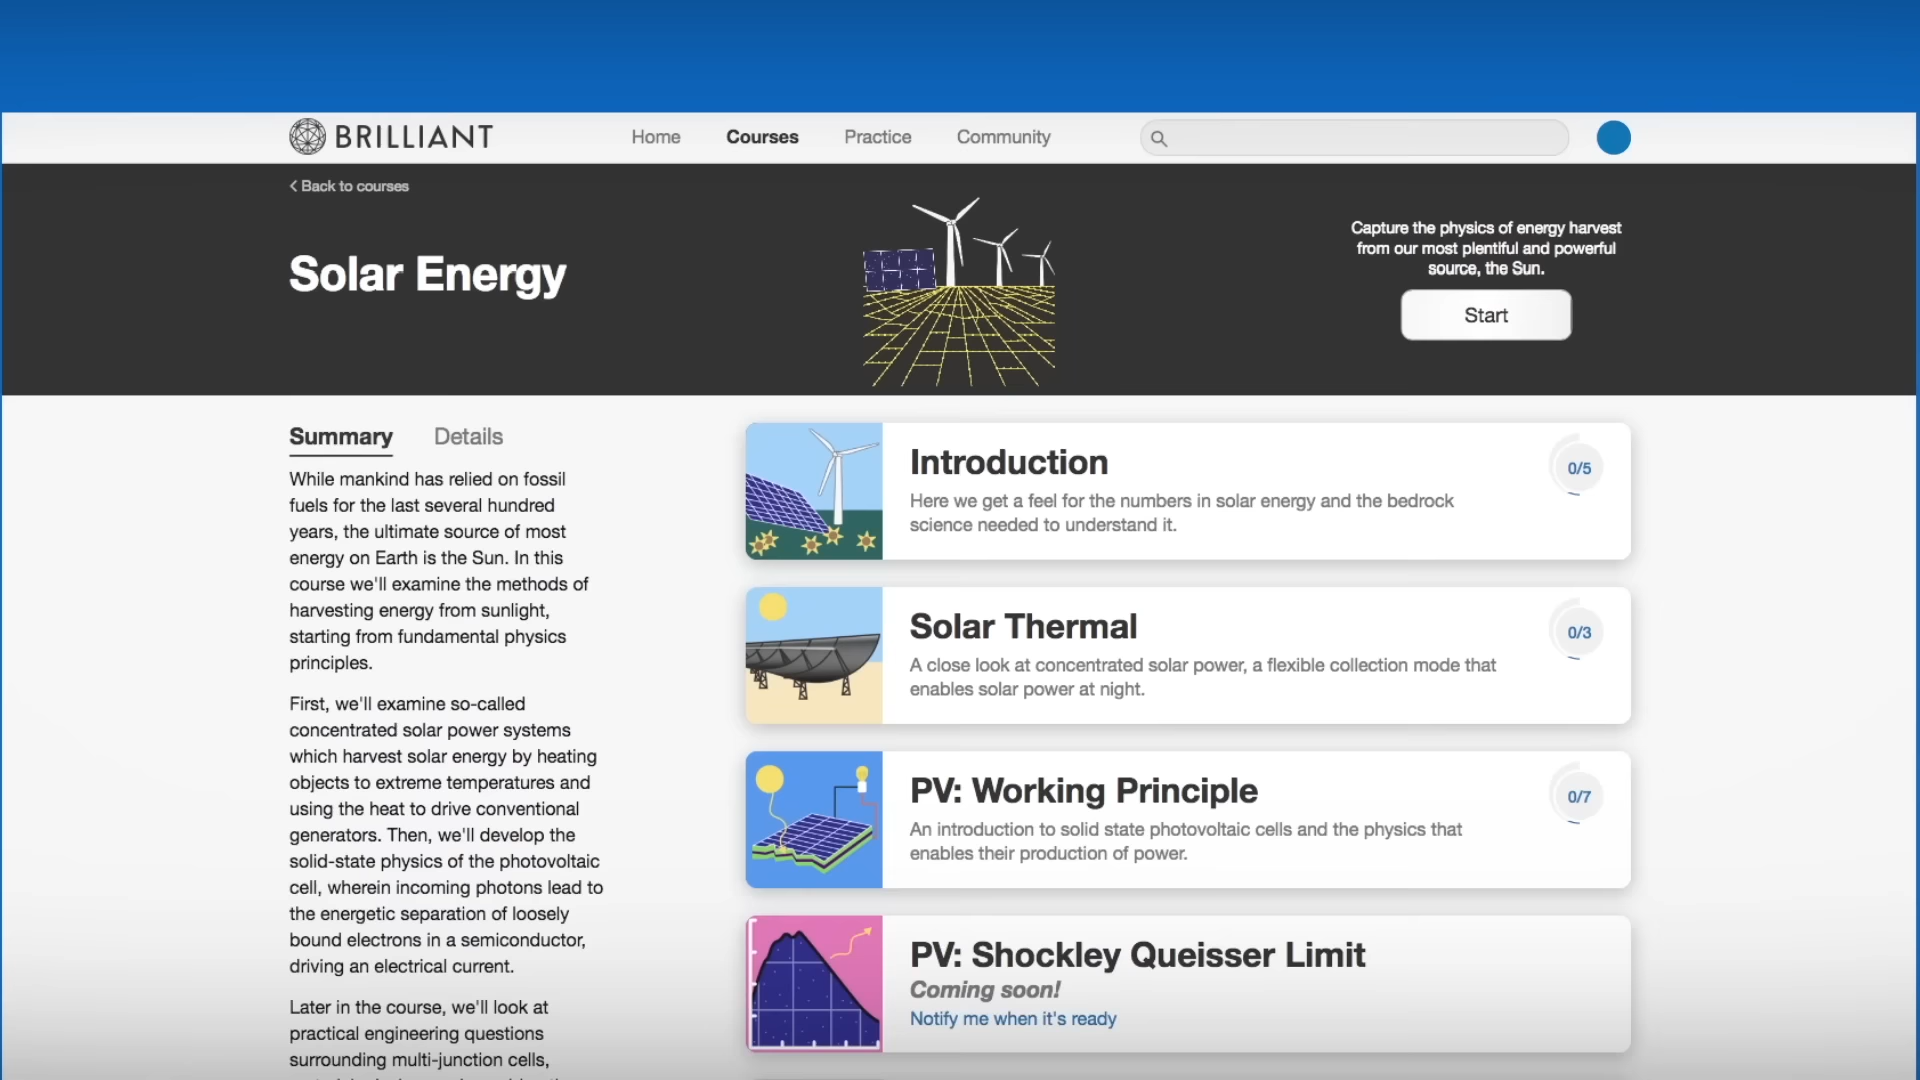 BRILLIANT
Home Courses Practice Community
Back to courses
Solar Energy
Capture the physics of energy harvest
from our most plentiful and powerful
source, the Sun.
Start
Summary Details
While mankind has relied on fossil
fuels for the last several hundred
years, the ultimate source of most
energy on Earth is the Sun. In this
course we'll examine the methods of
harvesting energy from sunlight,
starting from fundamental physics
principles.
First, we'll examine so-called
concentrated solar power systems
which harvest solar energy by heating
objects to extreme temperatures and
using the heat to drive conventional
generators. Then, we'll develop the
solid-state physics of the photovoltaic
cell, wherein incoming photons lead to
the energetic separation of loosely
bound electrons in a semiconductor,
driving an electrical current.
Later in the course, we'll look at
practical engineering questions
surrounding multi-junction cells,
Introduction
0/5
Here we get a feel for the numbers in solar energy and the bedrock
science needed to understand it.
Solar Thermal
0/3
A close look at concentrated solar power, a flexible collection mode that
enables solar power at night.
PV: Working Principle
0/7
An introduction to solid state photovoltaic cells and the physics that
enables their production of power.
PV: Shockley Queisser Limit
Coming soon!
Notify me when it's ready